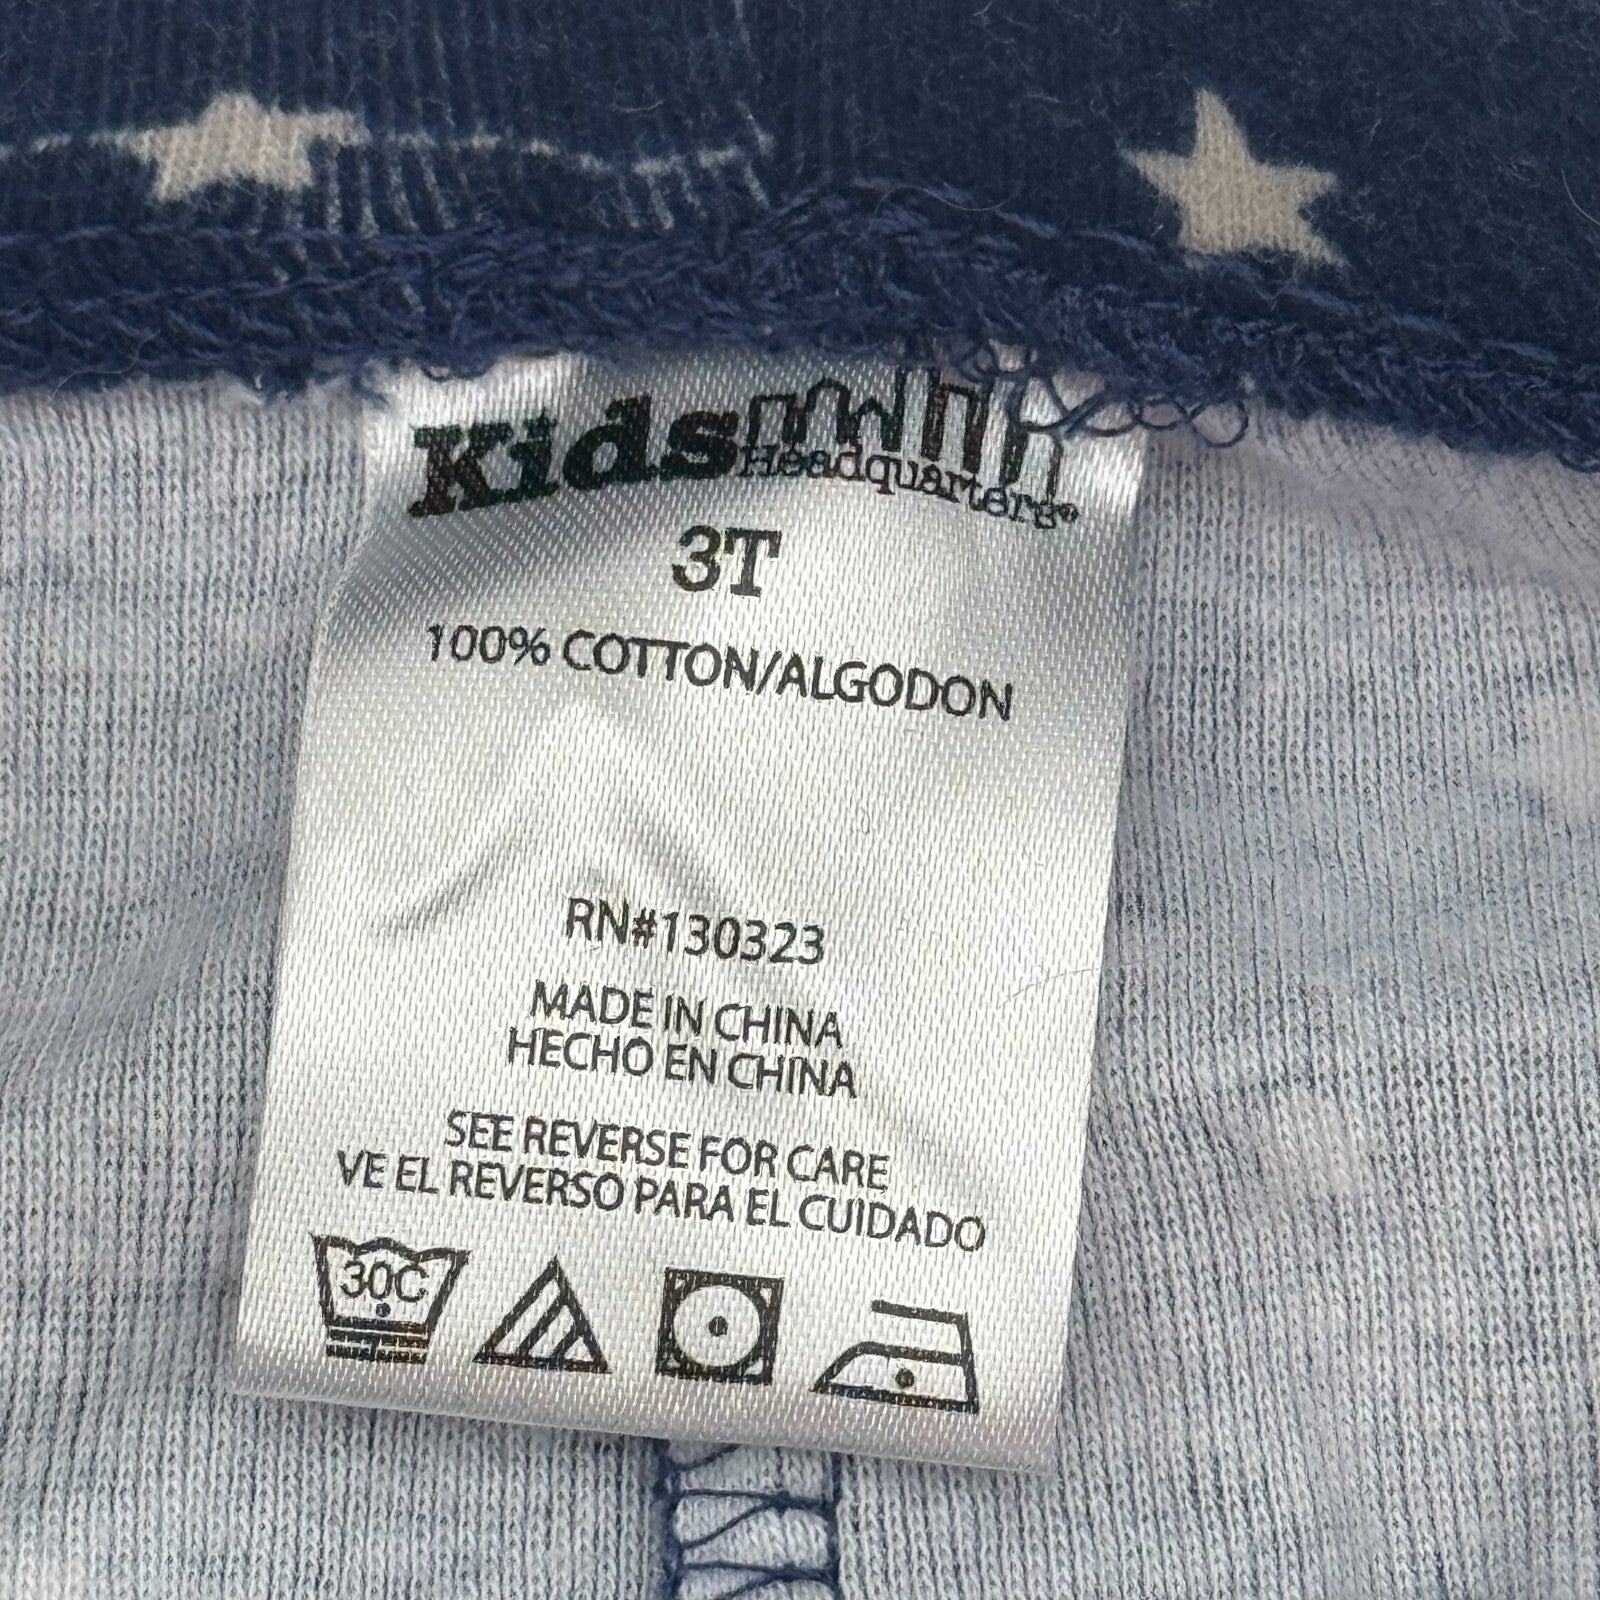 Kids Headquarters®
3T
100% COTTON/ALGODON
RN#130323
MADE IN CHINA
HECHO EN CHINA
SEE REVERSE FOR CARE
VE EL REVERSO PARA EL CUIDADO
30C